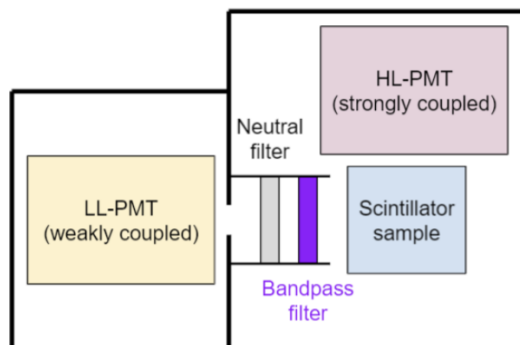 HL-PMT
(strongly coupled)
Neutral
filter
LL-PMT
(weakly coupled)
Scintillator
sample
Bandpass
filter